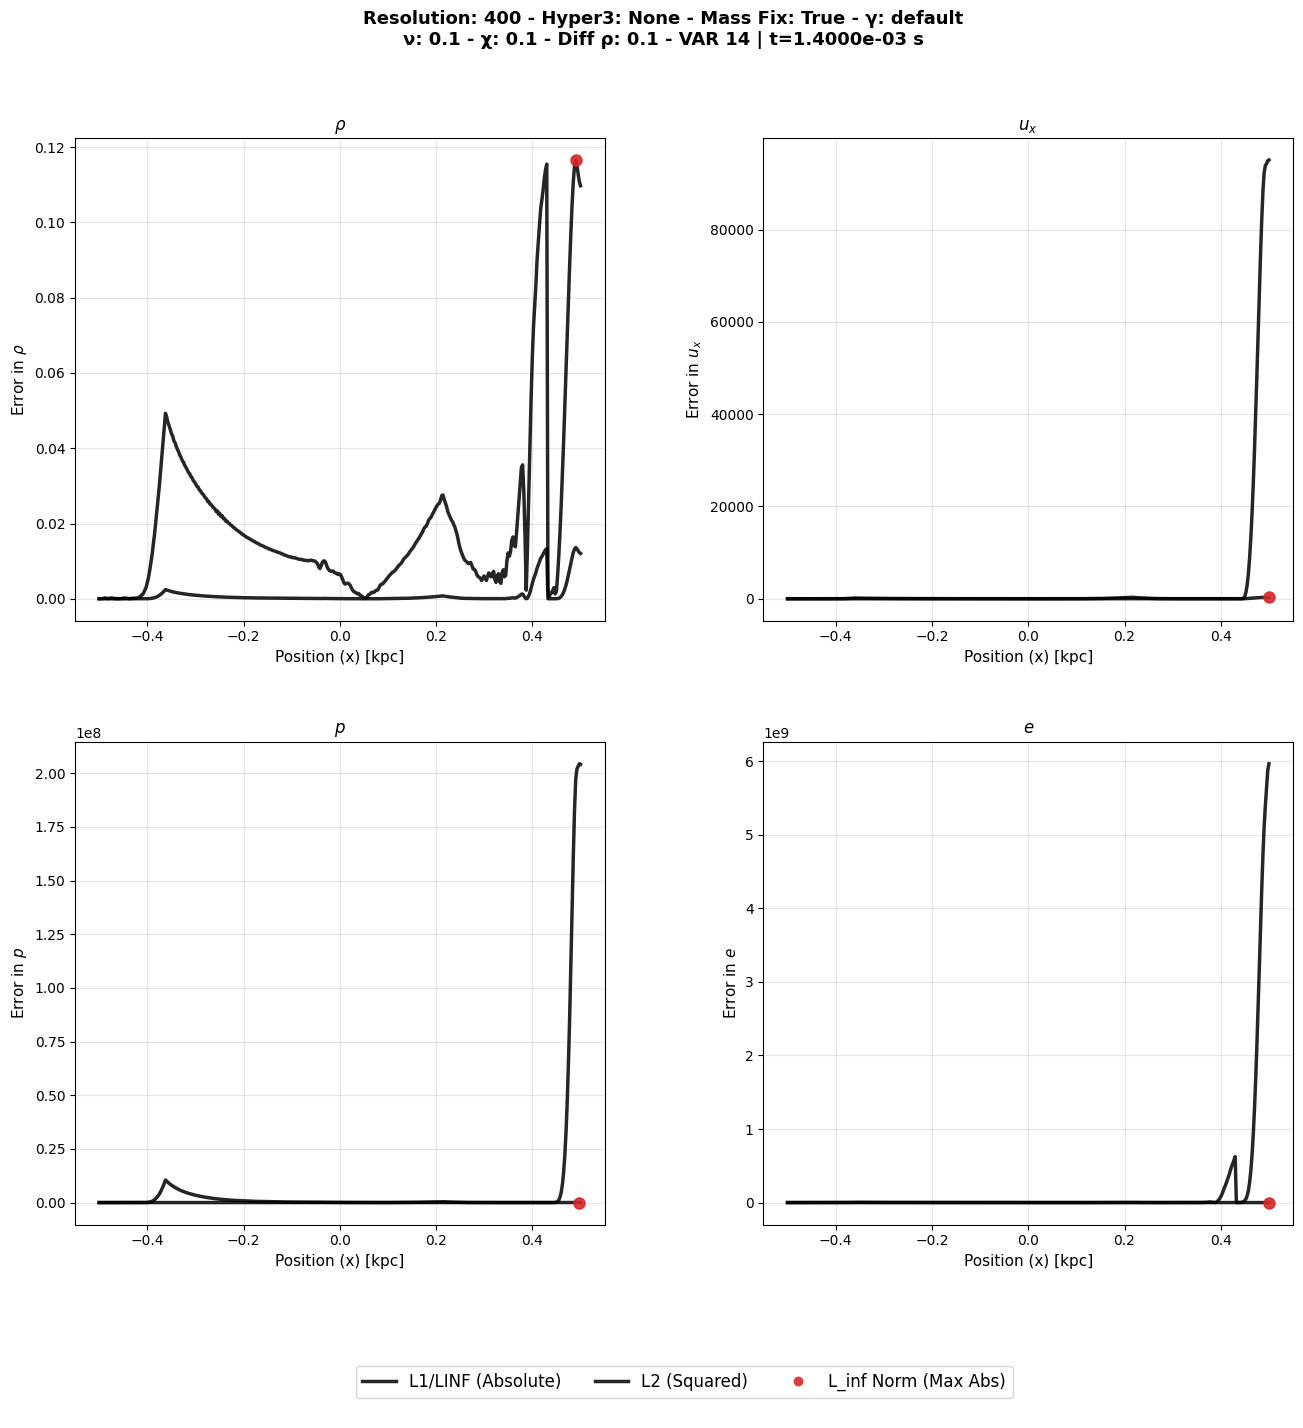 Resolution: 400 - Hyper3: None - Mass Fix: True - γ: default
ν: 0.1 - χ: 0.1 - Diff ρ: 0.1 - VAR 14 | t=1.4000e-03 s
ρ
0.12
0.10
0.08
0.06
0.04
0.02
0.00
Error in ρ
−0.4 −0.2 0.0 0.2 0.4
Position (x) [kpc]
u_x
80000
60000
40000
20000
0
Error in u_x
−0.4 −0.2 0.0 0.2 0.4
Position (x) [kpc]
p
1e8
2.00
1.75
1.50
1.25
1.00
0.75
0.50
0.25
0.00
Error in p
−0.4 −0.2 0.0 0.2 0.4
Position (x) [kpc]
e
1e9
6
5
4
3
2
1
0
Error in e
−0.4 −0.2 0.0 0.2 0.4
Position (x) [kpc]
L1/LINF (Absolute) L2 (Squared) L_inf Norm (Max Abs)